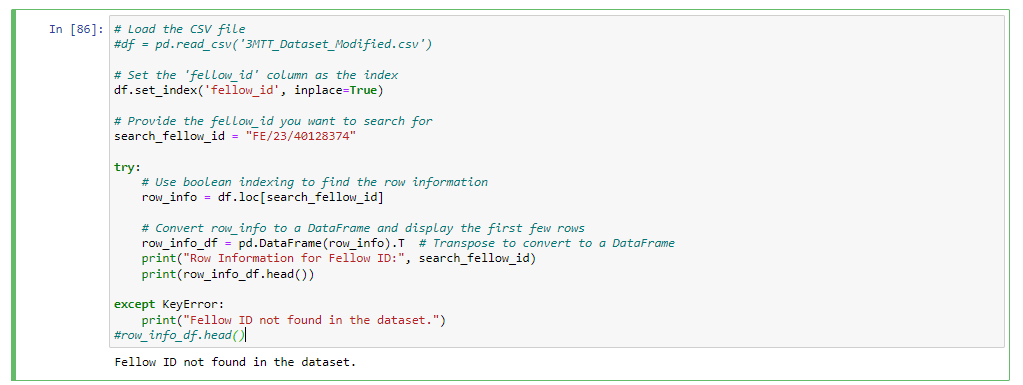 In [86]: # Load the CSV file
#df = pd.read_csv('3MTT_Dataset_Modified.csv')

# Set the 'fellow_id' column as the index
df.set_index('fellow_id', inplace=True)

# Provide the fellow_id you want to search for
search_fellow_id = "FE/23/40128374"

try:
    # Use boolean indexing to find the row information
    row_info = df.loc[search_fellow_id]

    # Convert row_info to a DataFrame and display the first few rows
    row_info_df = pd.DataFrame(row_info).T  # Transpose to convert to a DataFrame
    print("Row Information for Fellow ID:", search_fellow_id)
    print(row_info_df.head())

except KeyError:
    print("Fellow ID not found in the dataset.")
#row_info_df.head()
Fellow ID not found in the dataset.